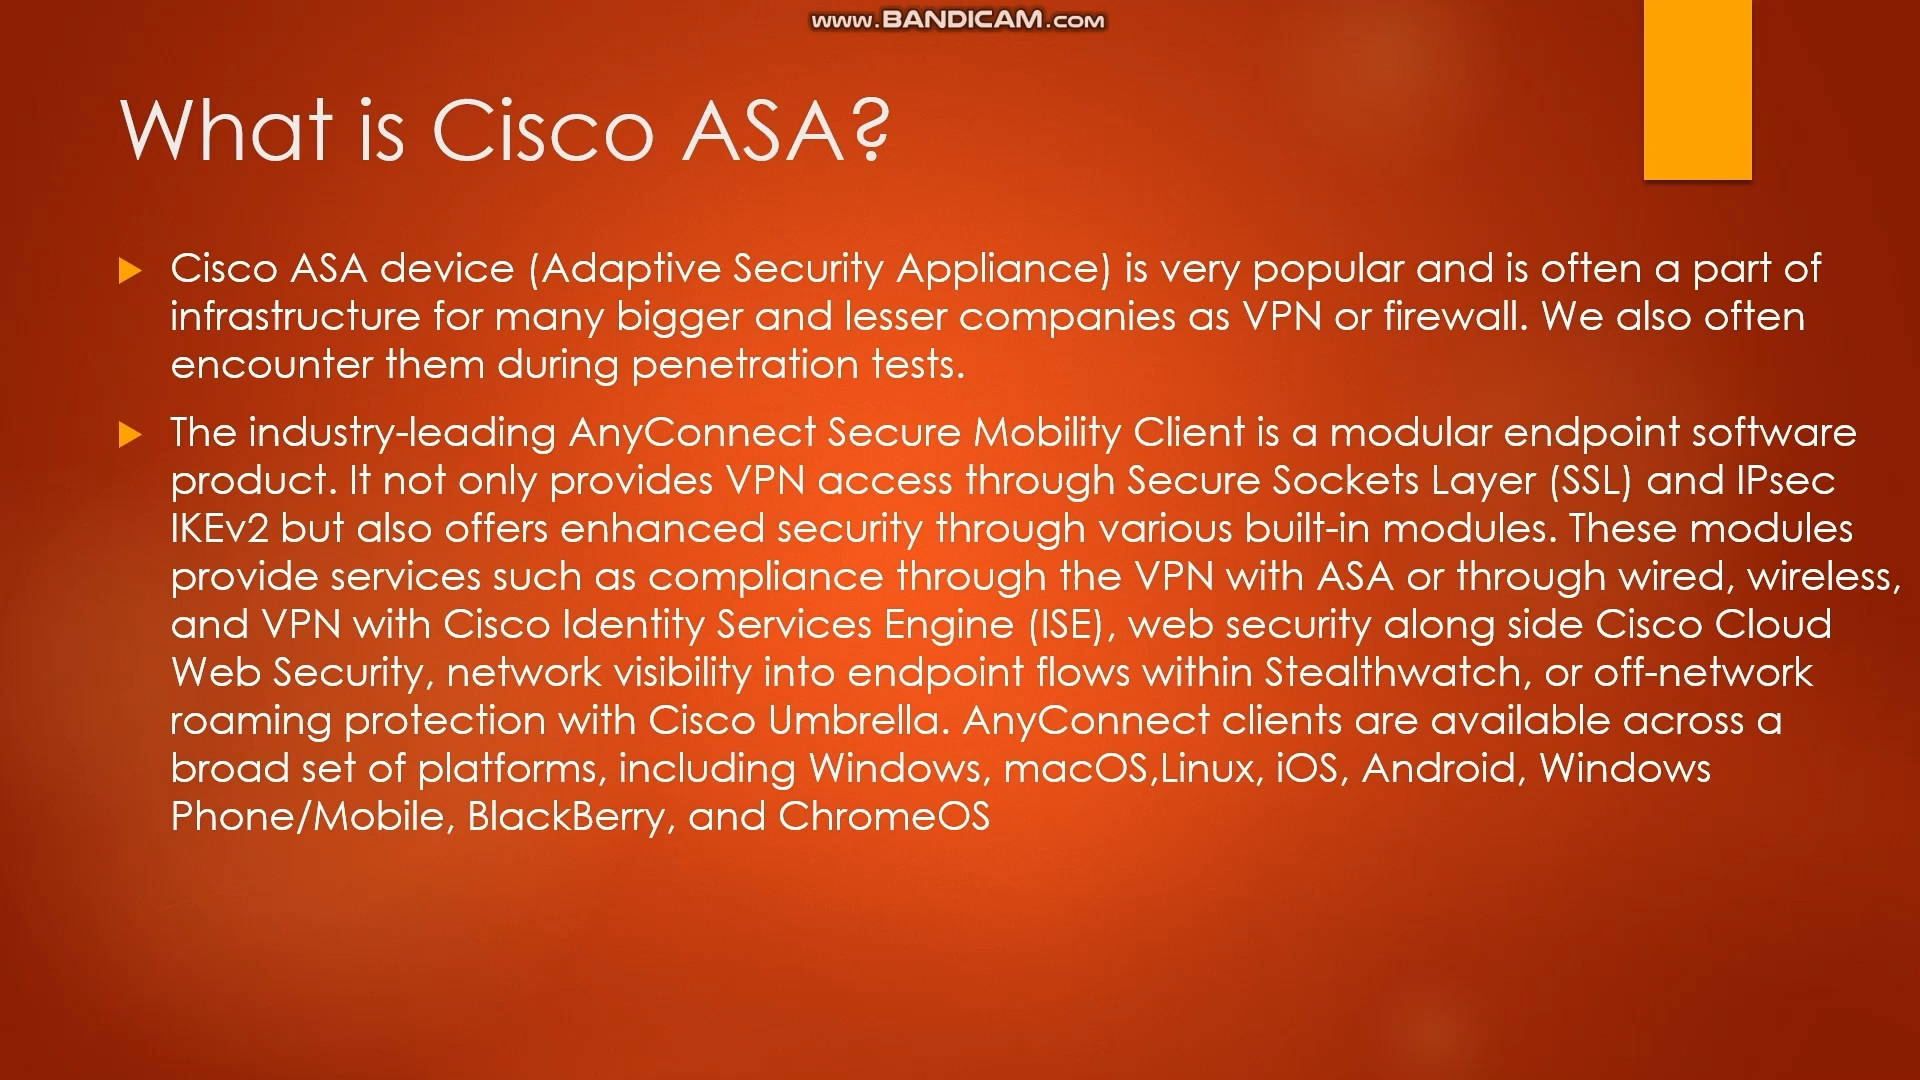 www.BANDICAM.com
What is Cisco ASA?
Cisco ASA device (Adaptive Security Appliance) is very popular and is often a part of
infrastructure for many bigger and lesser companies as VPN or firewall. We also often
encounter them during penetration tests.
The industry-leading AnyConnect Secure Mobility Client is a modular endpoint software
product. It not only provides VPN access through Secure Sockets Layer (SSL) and IPsec
IKEv2 but also offers enhanced security through various built-in modules. These modules
provide services such as compliance through the VPN with ASA or through wired, wireless,
and VPN with Cisco Identity Services Engine (ISE), web security along side Cisco Cloud
Web Security, network visibility into endpoint flows within Stealthwatch, or off-network
roaming protection with Cisco Umbrella. AnyConnect clients are available across a
broad set of platforms, including Windows, macOS,Linux, iOS, Android, Windows
Phone/Mobile, BlackBerry, and ChromeOS